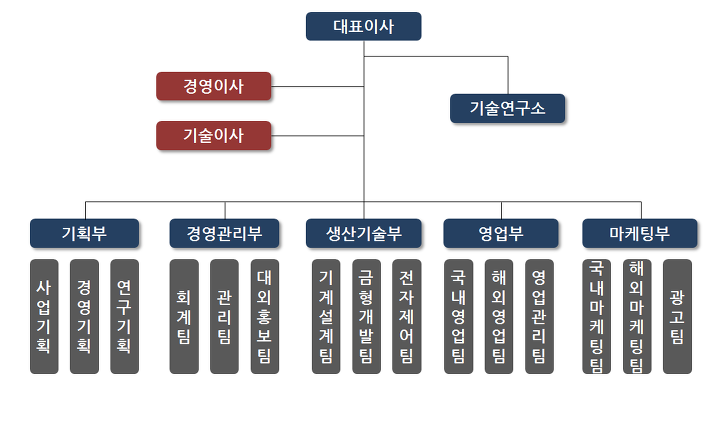 대표이사
경영이사
기술연구소
기술이사
기획부
경영관리부
생산기술부
영업부
마케팅부
사업기획
경영기획
연구기획
회계팀
관리팀
대외홍보팀
기계설계팀
금형개발팀
전자제어팀
국내영업팀
해외영업팀
영업관리팀
국내마케팅팀
해외마케팅팀
광고팀